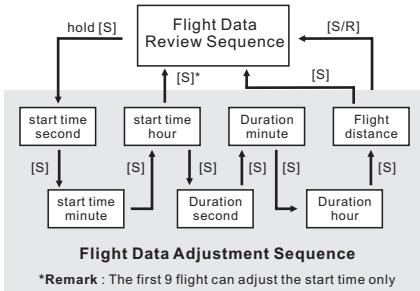 Flight Data
Review Sequence
hold [S]
[S/R]
[S]*
[S]
start time
second
start time
hour
Duration
minute
Flight
distance
[S]
[S]
[S]
[S]
[S]
[S]
[S]
start time
minute
Duration
second
Duration
hour
Flight Data Adjustment Sequence
*Remark : The first 9 flight can adjust the start time only